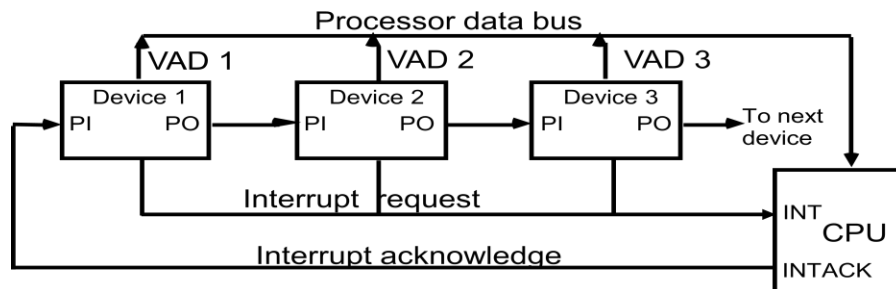 Processor data bus
VAD 1 VAD 2 VAD 3
Device 1 Device 2 Device 3
PI PO PI PO PI PO
To next
device
Interrupt request
INT
CPU
Interrupt acknowledge
INTACK